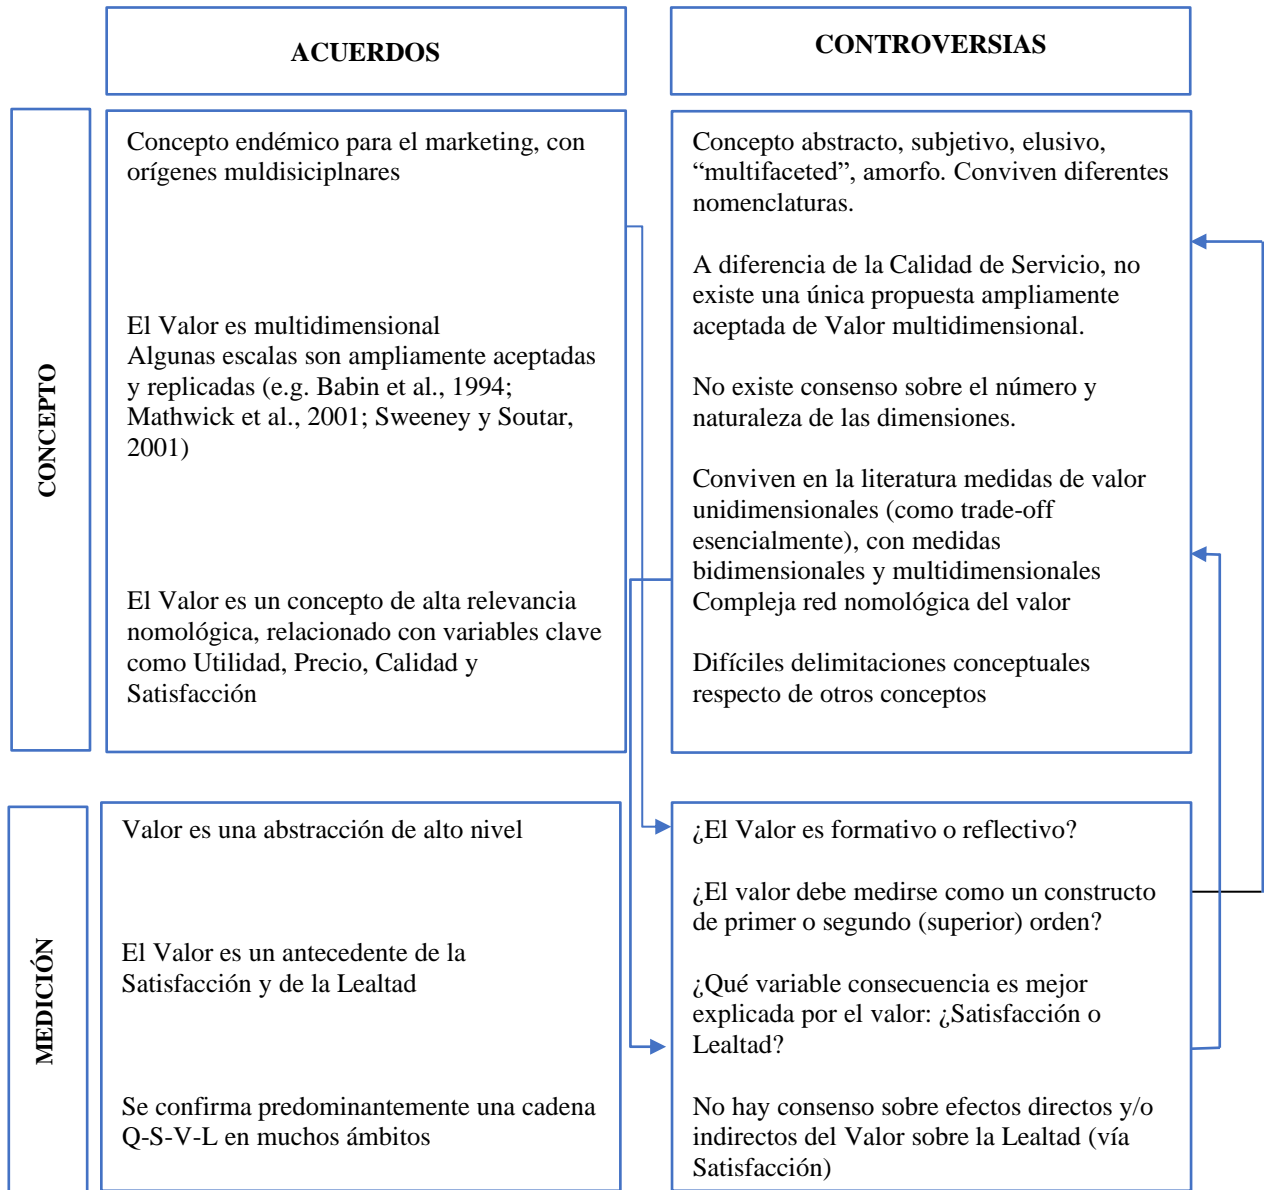 ACUERDOS
CONTROVERSIAS
CONCEPTO
Concepto endémico para el marketing, con
orígenes muldisiciplnares
El Valor es multidimensional
Algunas escalas son ampliamente aceptadas
y replicadas (e.g. Babin et al., 1994;
Mathwick et al., 2001; Sweeney y Soutar,
2001)
El Valor es un concepto de alta relevancia
nomológica, relacionado con variables clave
como Utilidad, Precio, Calidad y
Satisfacción
Concepto abstracto, subjetivo, elusivo,
“multifaceted”, amorfo. Conviven diferentes
nomenclaturas.
A diferencia de la Calidad de Servicio, no
existe una única propuesta ampliamente
aceptada de Valor multidimensional.
No existe consenso sobre el número y
naturaleza de las dimensiones.
Conviven en la literatura medidas de valor
unidimensionales (como trade-off
esencialmente), con medidas
bidimensionales y multidimensionales
Compleja red nomológica del valor
Difíciles delimitaciones conceptuales
respecto de otros conceptos
MEDICIÓN
Valor es una abstracción de alto nivel
El Valor es un antecedente de la
Satisfacción y de la Lealtad
Se confirma predominantemente una cadena
Q-S-V-L en muchos ámbitos
¿El Valor es formativo o reflectivo?
¿El valor debe medirse como un constructo
de primer o segundo (superior) orden?
¿Qué variable consecuencia es mejor
explicada por el valor: ¿Satisfacción o
Lealtad?
No hay consenso sobre efectos directos y/o
indirectos del Valor sobre la Lealtad (vía
Satisfacción)